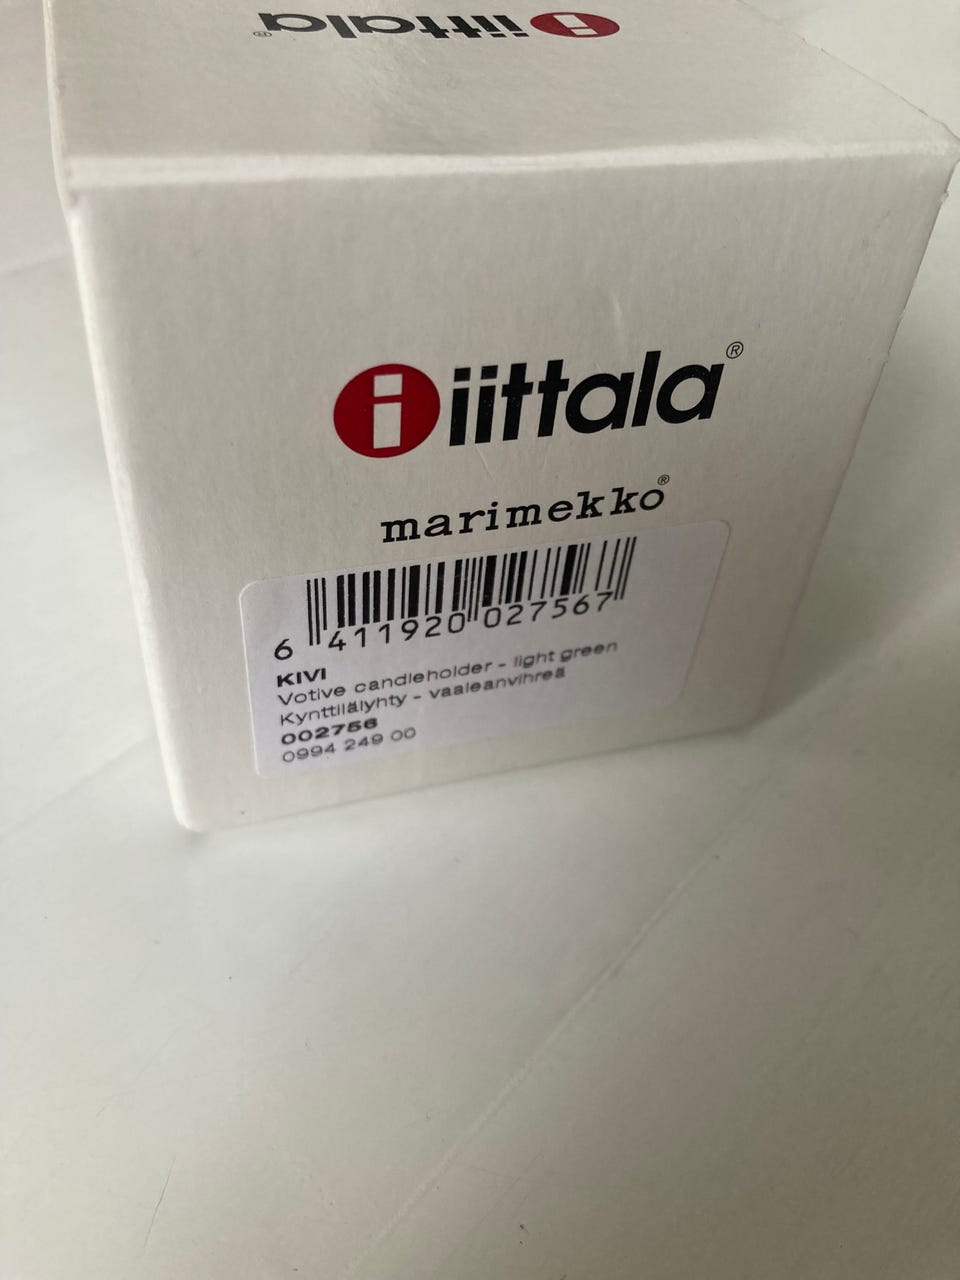 iittala®
i iittala®
marimekko®
6 411920 027567
KIVI
Votive candleholder - light green
Kynttilälyhty - vaaleanvihreä
002756
0994 249 00